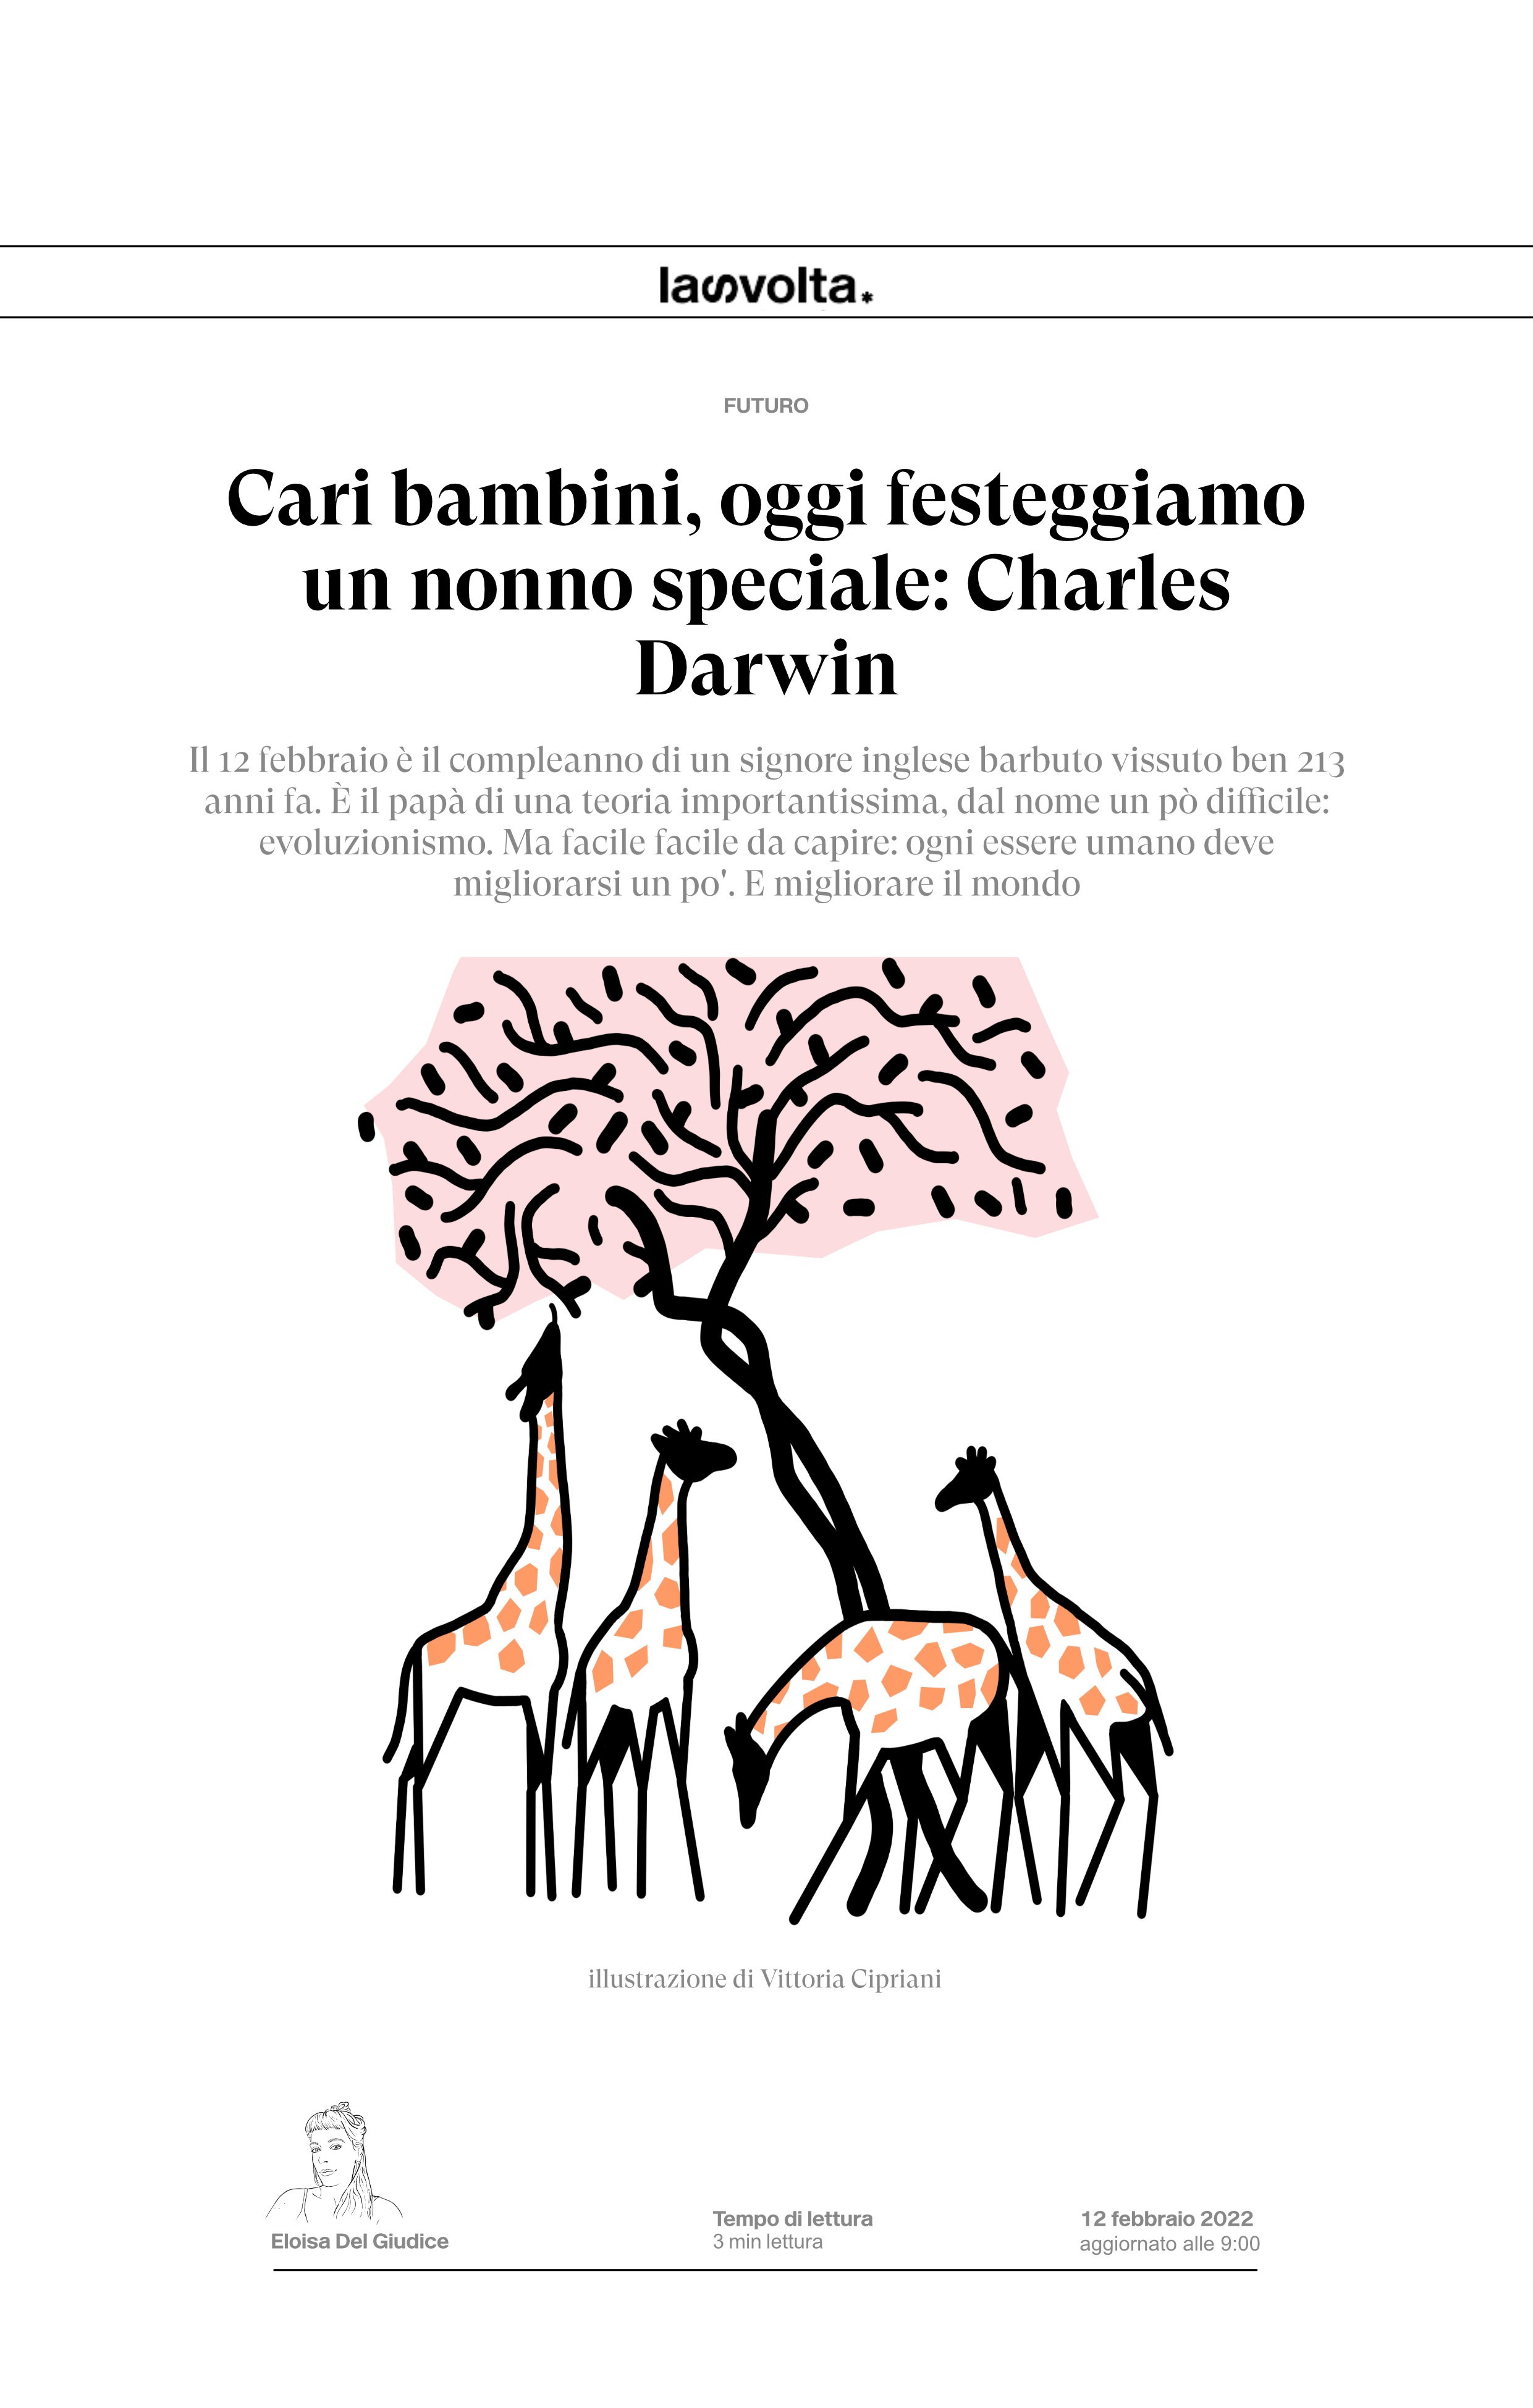 lasvolta.*
FUTURO
Cari bambini, oggi festeggiamo
un nonno speciale: Charles
Darwin
Il 12 febbraio è il compleanno di un signore inglese barbuto vissuto ben 213
anni fa. È il papà di una teoria importantissima, dal nome un pò difficile:
evoluzionismo. Ma facile facile da capire: ogni essere umano deve
migliorarsi un po'. E migliorare il mondo
illustrazione di Vittoria Cipriani
Eloisa Del Giudice
Tempo di lettura
3 min lettura
12 febbraio 2022
aggiornato alle 9:00